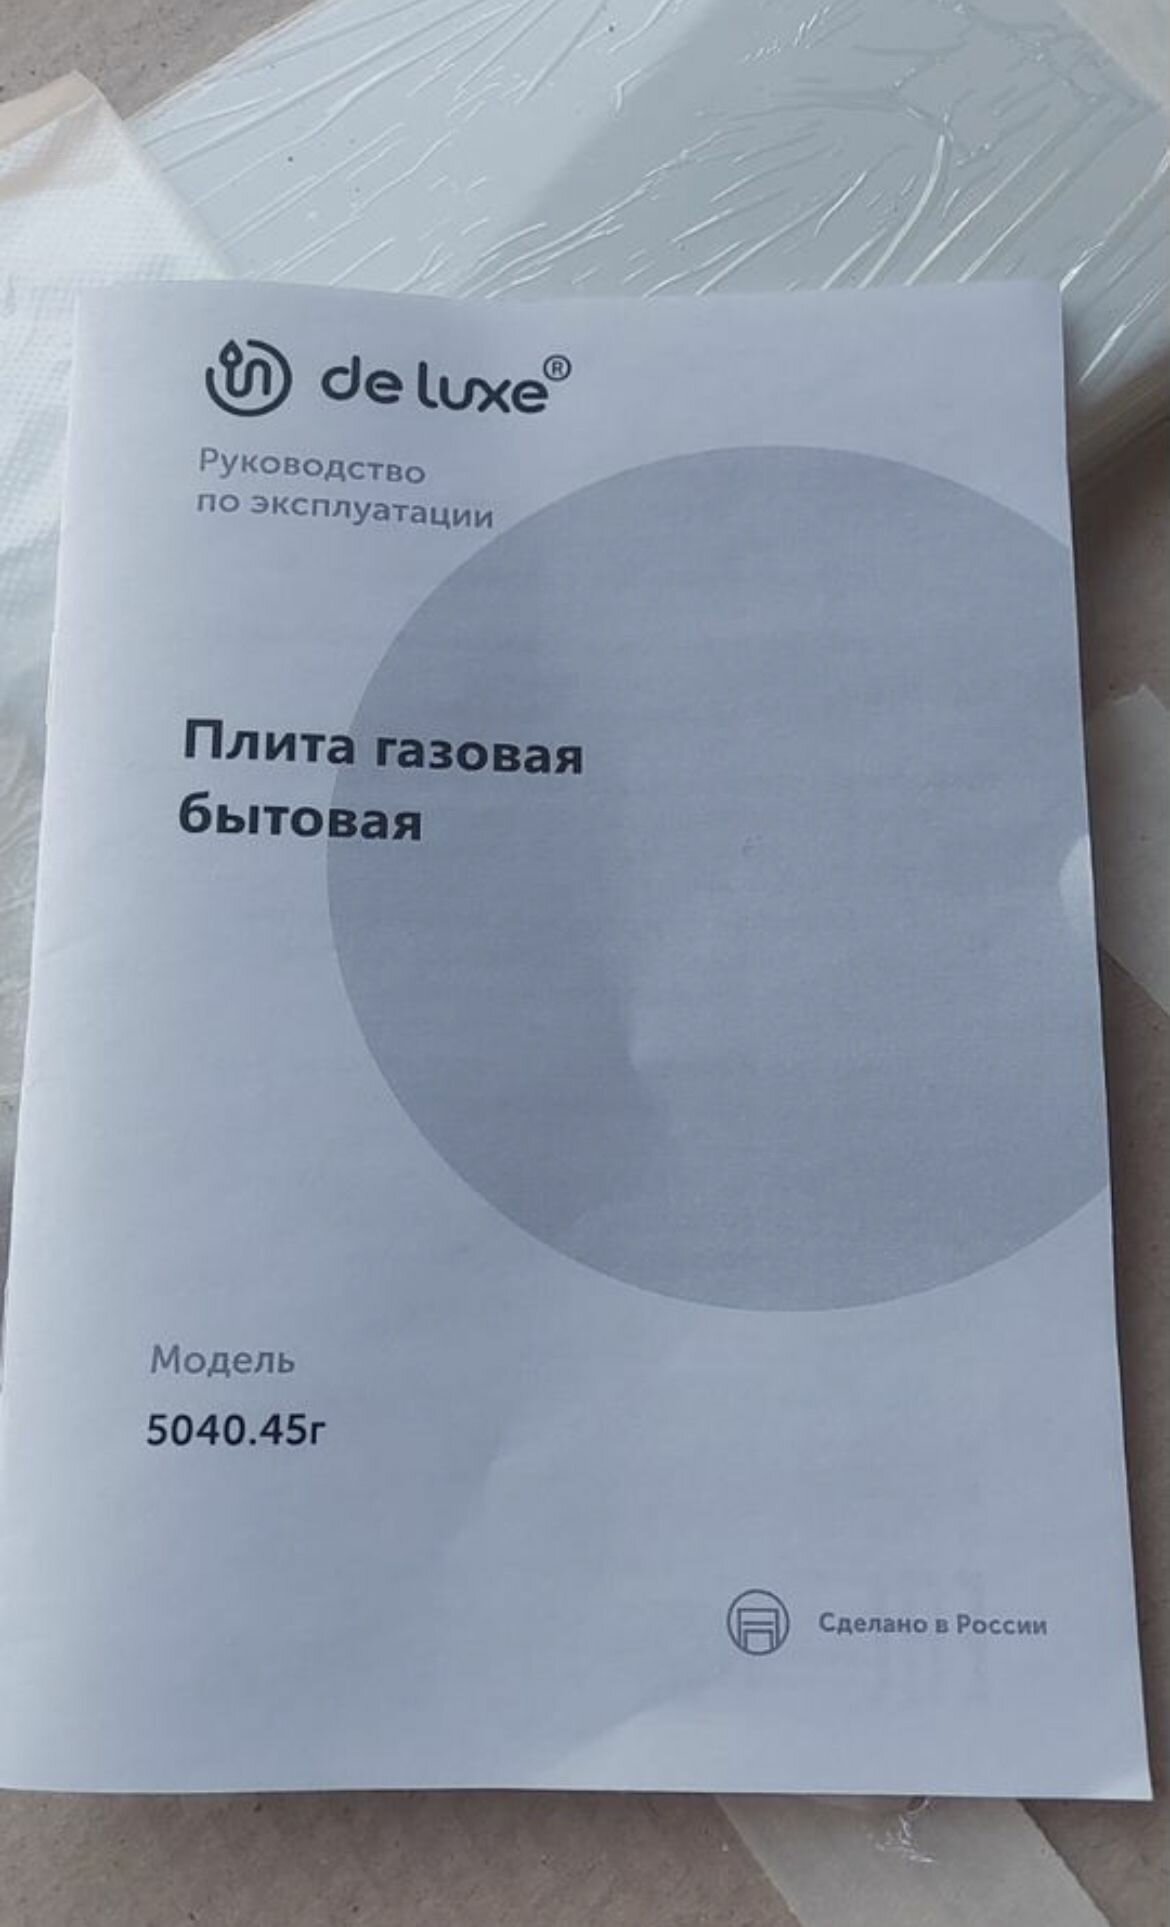 de luxe®
Руководство
по эксплуатации
Плита газовая
бытовая
Модель
5040.45г
Сделано в России